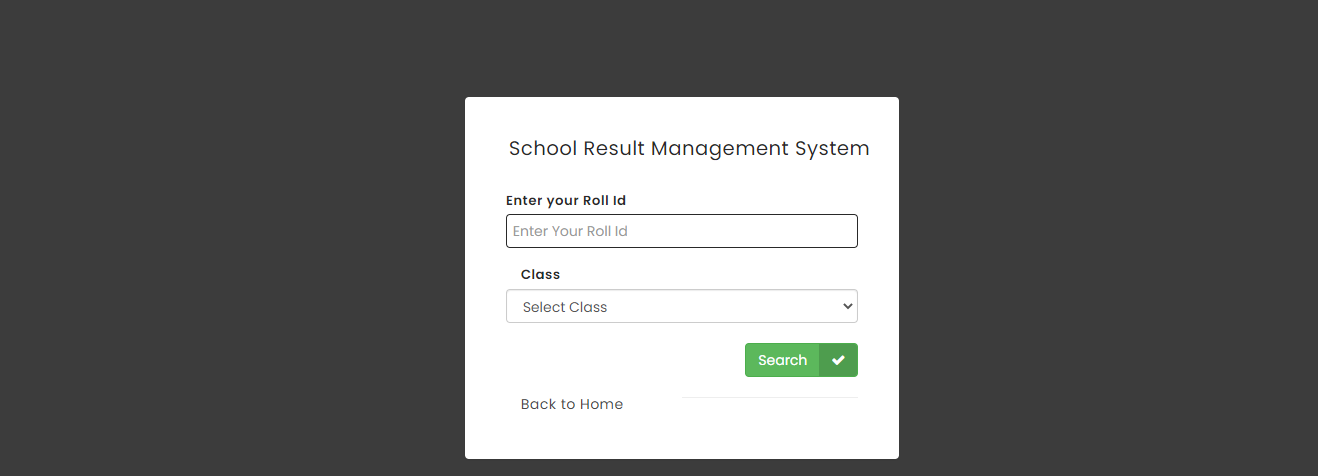 School Result Management System
Enter your Roll Id
Enter Your Roll Id
Class
Select Class
Search
Back to Home